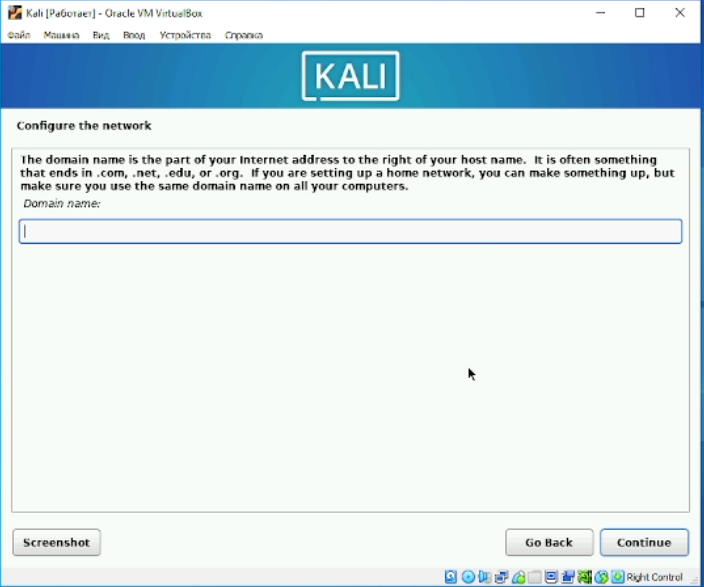 Kali [Работает] - Oracle VM VirtualBox
Файл Машина Вид Ввод Устройства Справка
KALI
Configure the network
The domain name is the part of your Internet address to the right of your host name. It is often something
that ends in .com, .net, .edu, or .org. If you are setting up a home network, you can make something up, but
make sure you use the same domain name on all your computers.
Domain name:
Screenshot Go Back Continue
Right Control